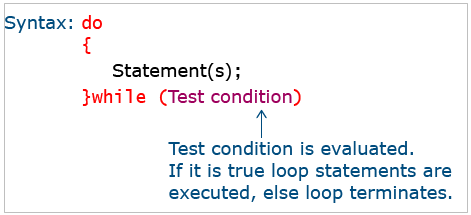 Syntax: do
{
Statement(s);
}while (Test condition)
Test condition is evaluated.
If it is true loop statements are
executed, else loop terminates.